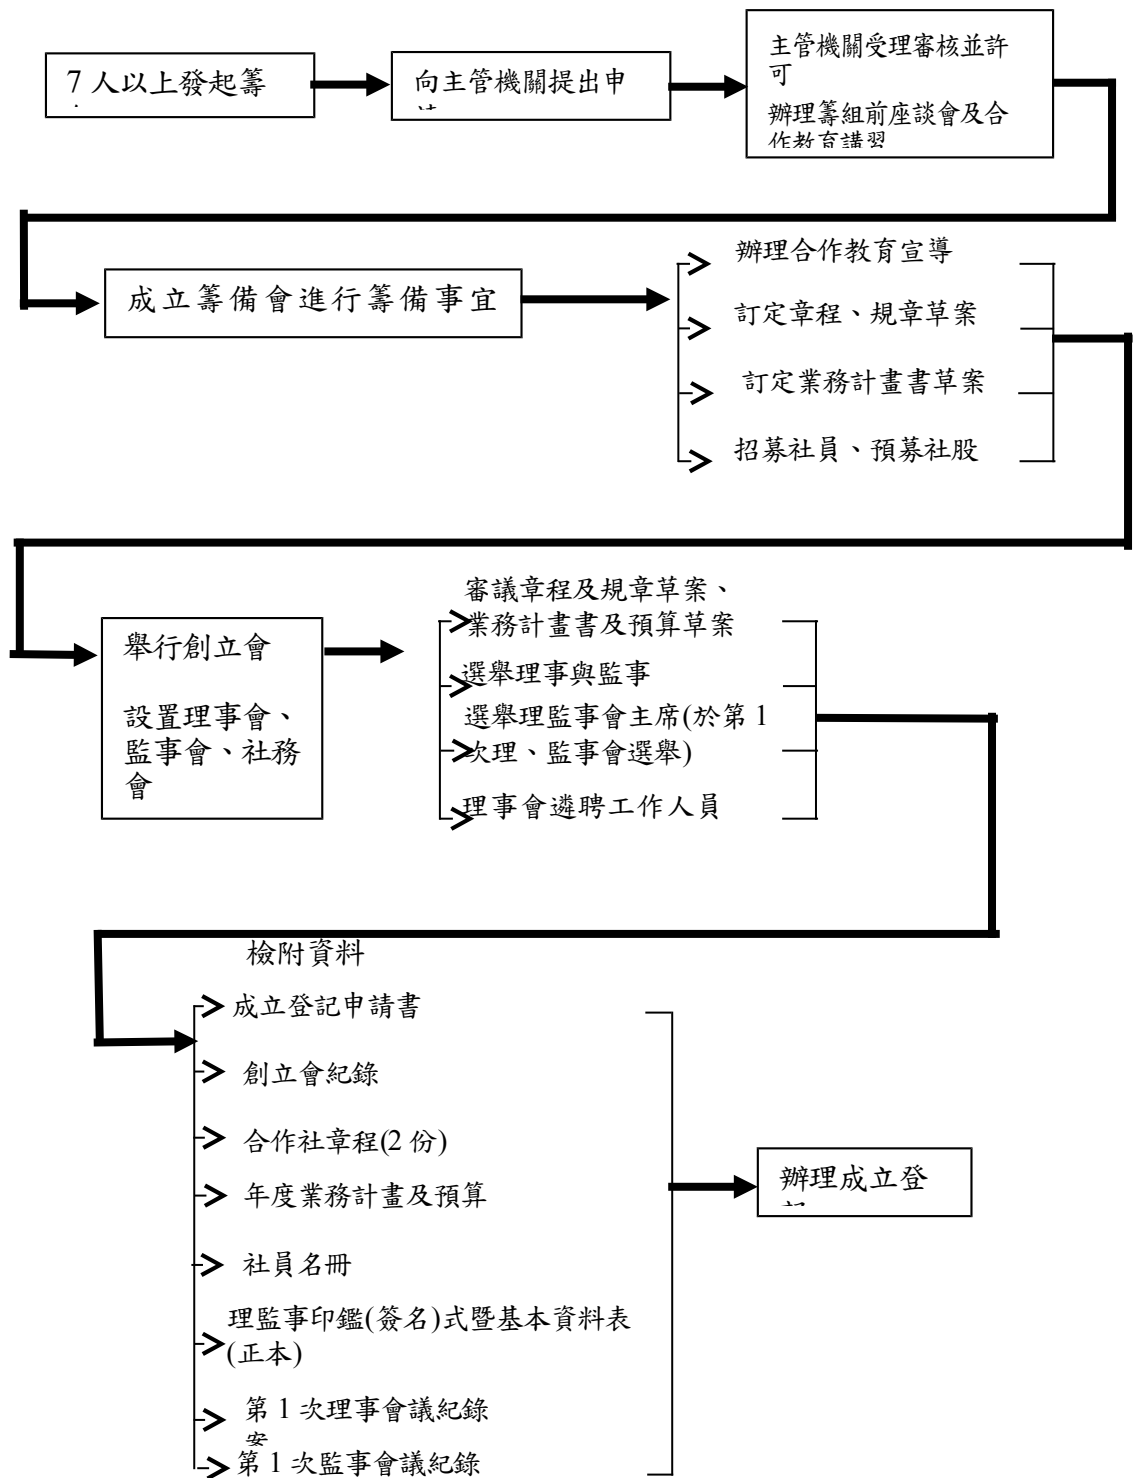 7 人以上發起籌
向主管機關提出申
主管機關受理審核並許
可
辦理籌組前座談會及合
作教育講習
成立籌備會進行籌備事宜
辦理合作教育宣導
訂定章程、規章草案
訂定業務計畫書草案
招募社員、預募社股
舉行創立會
設置理事會、
監事會、社務
會
審議章程及規章草案、
業務計畫書及預算草案
選舉理事與監事
選舉理監事會主席(於第 1
次理、監事會選舉)
理事會遴聘工作人員
檢附資料
成立登記申請書
創立會紀錄
合作社章程(2 份)
年度業務計畫及預算
社員名冊
理監事印鑑(簽名)式暨基本資料表
(正本)
第 1 次理事會議紀錄
第 1 次監事會議紀錄
辦理成立登